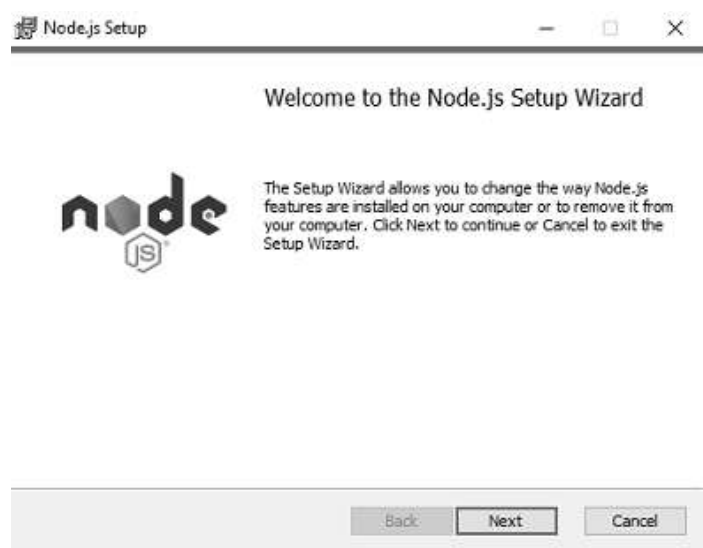 Node.js Setup
Welcome to the Node.js Setup Wizard
node
JS
The Setup Wizard allows you to change the way Node.js
features are installed on your computer or to remove it from
your computer. Click Next to continue or Cancel to exit the
Setup Wizard.
Back
Next
Cancel